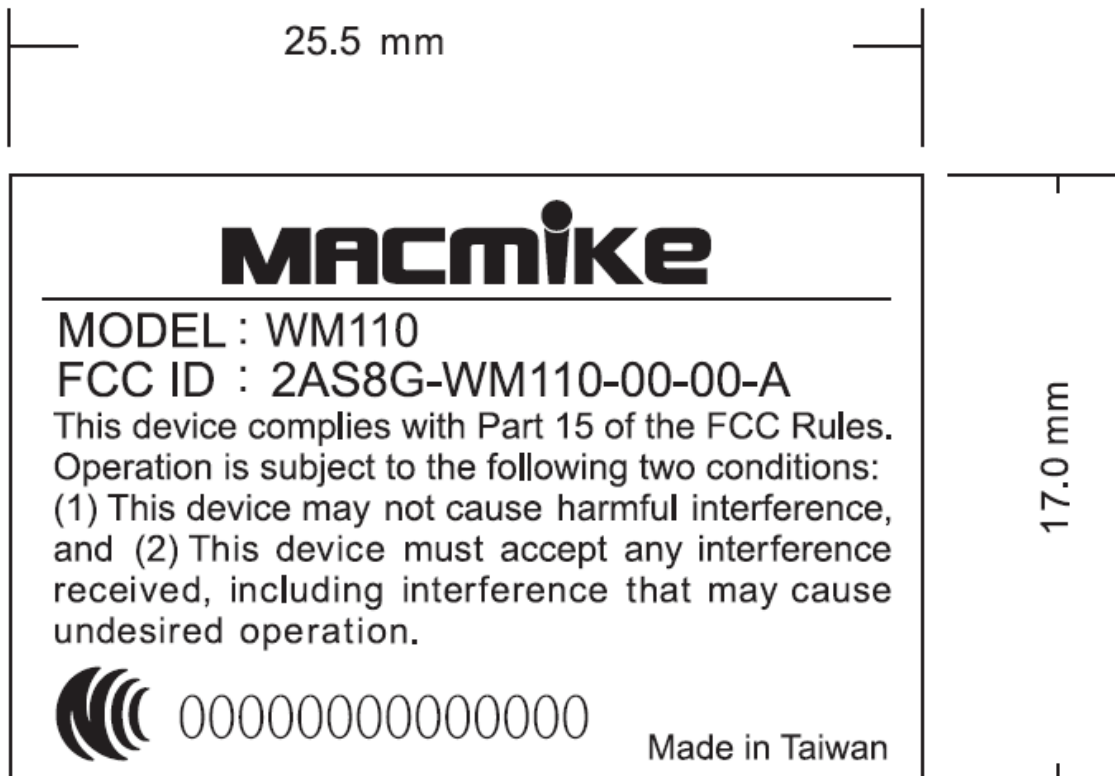 25.5 mm
MACMIKE
MODEL : WM110
FCC ID : 2AS8G-WM110-00-00-A
This device complies with Part 15 of the FCC Rules.
Operation is subject to the following two conditions:
(1) This device may not cause harmful interference,
and (2) This device must accept any interference
received, including interference that may cause
undesired operation.
00000000000000
Made in Taiwan
17.0 mm